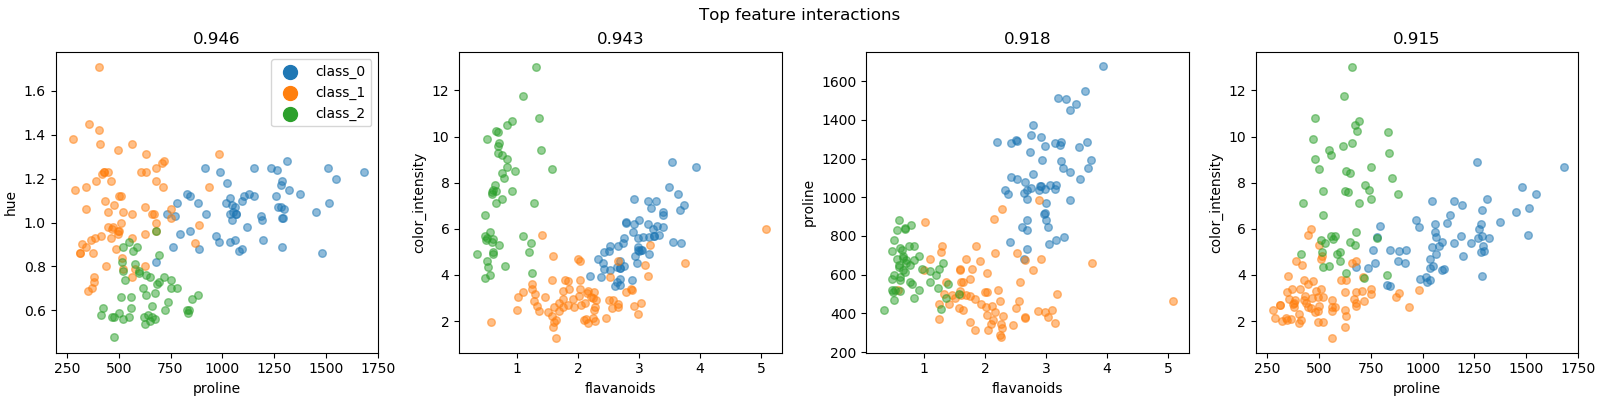 Top feature interactions
0.946
hue
1.6
1.4
1.2
1.0
0.8
0.6
class_0
class_1
class_2
250 500 750 1000 1250 1500 1750
proline
0.943
color_intensity
12
10
8
6
4
2
1 2 3 4 5
flavanoids
0.918
proline
1600
1400
1200
1000
800
600
400
200
1 2 3 4 5
flavanoids
0.915
color_intensity
12
10
8
6
4
2
250 500 750 1000 1250 1500 1750
proline